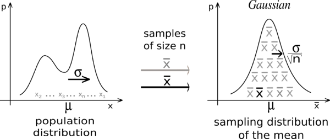 Gaussian
p
σ
x₂ ... xₙ ... x₁
μ
x
population
distribution
samples
of size n
x̄
x̄
p
σ
√n
x̄
x̄ x̄
x̄ x̄ x̄
x̄ x̄ x̄ x̄
x̄ x̄ x̄ x̄ x̄
μ
x̄
sampling distribution
of the mean